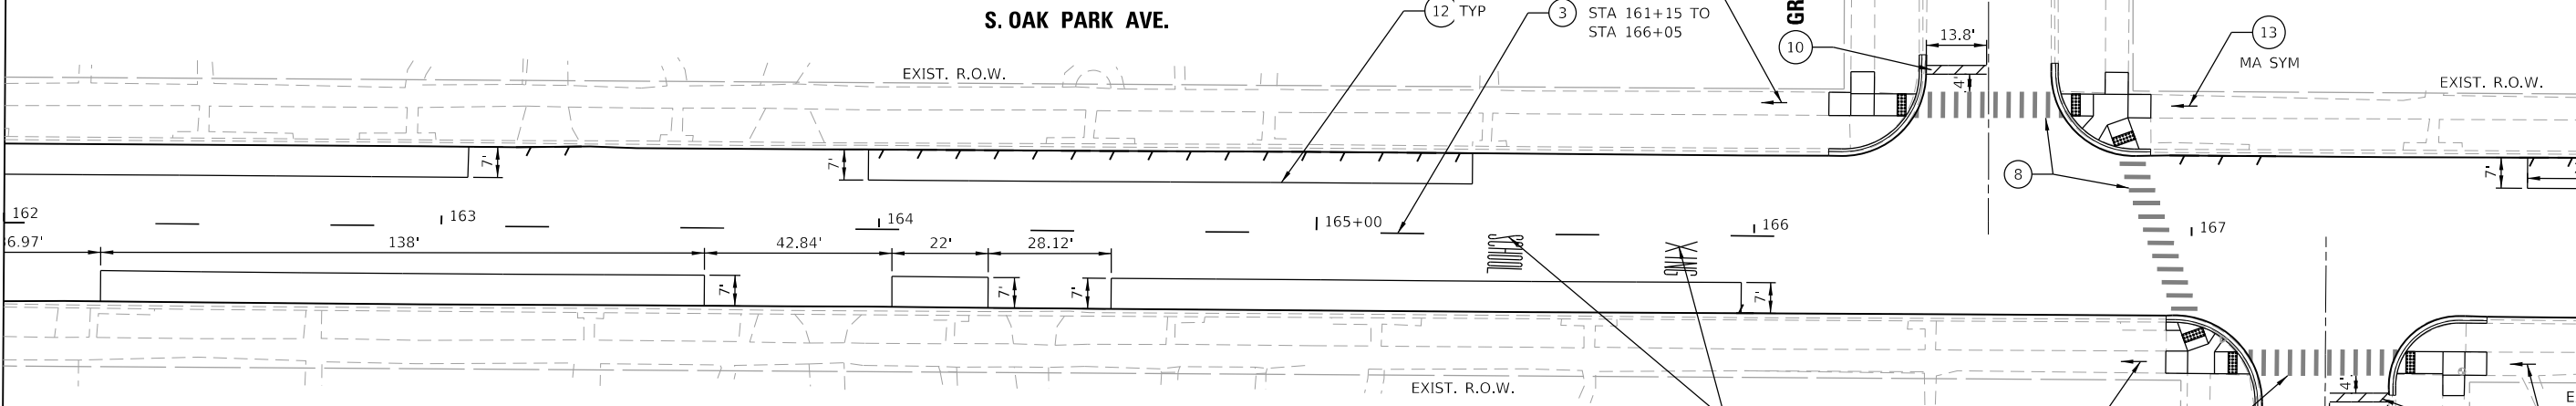 S. OAK PARK AVE.
12 TYP
3 STA 161+15 TO
STA 166+05
GR
10
13.8'
13
MA SYM
EXIST. R.O.W.
EXIST. R.O.W.
4'
7'
7'
8
7'
162
163
164
165+00
166
167
6.97'
138'
42.84'
22'
28.12'
7'
7'
7'
7'
SCHOOL
X
EXIST. R.O.W.
4'
E